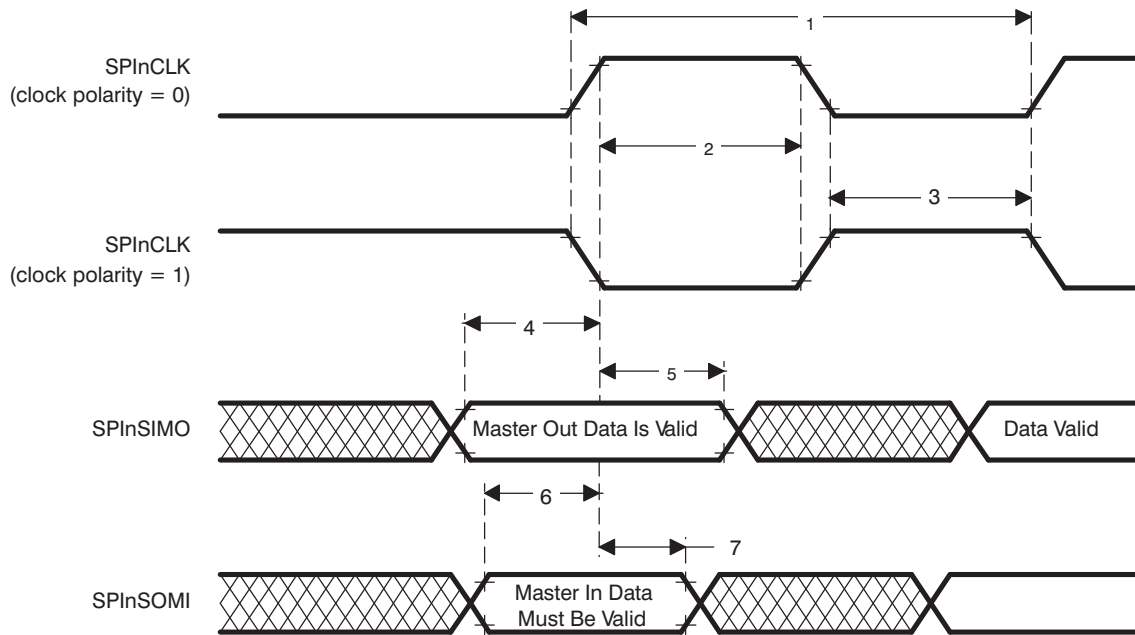 1
SPInCLK
(clock polarity = 0)
2
3
SPInCLK
(clock polarity = 1)
4
5
SPInSIMO
Master Out Data Is Valid
Data Valid
6
7
SPInSOMI
Master In Data
Must Be Valid